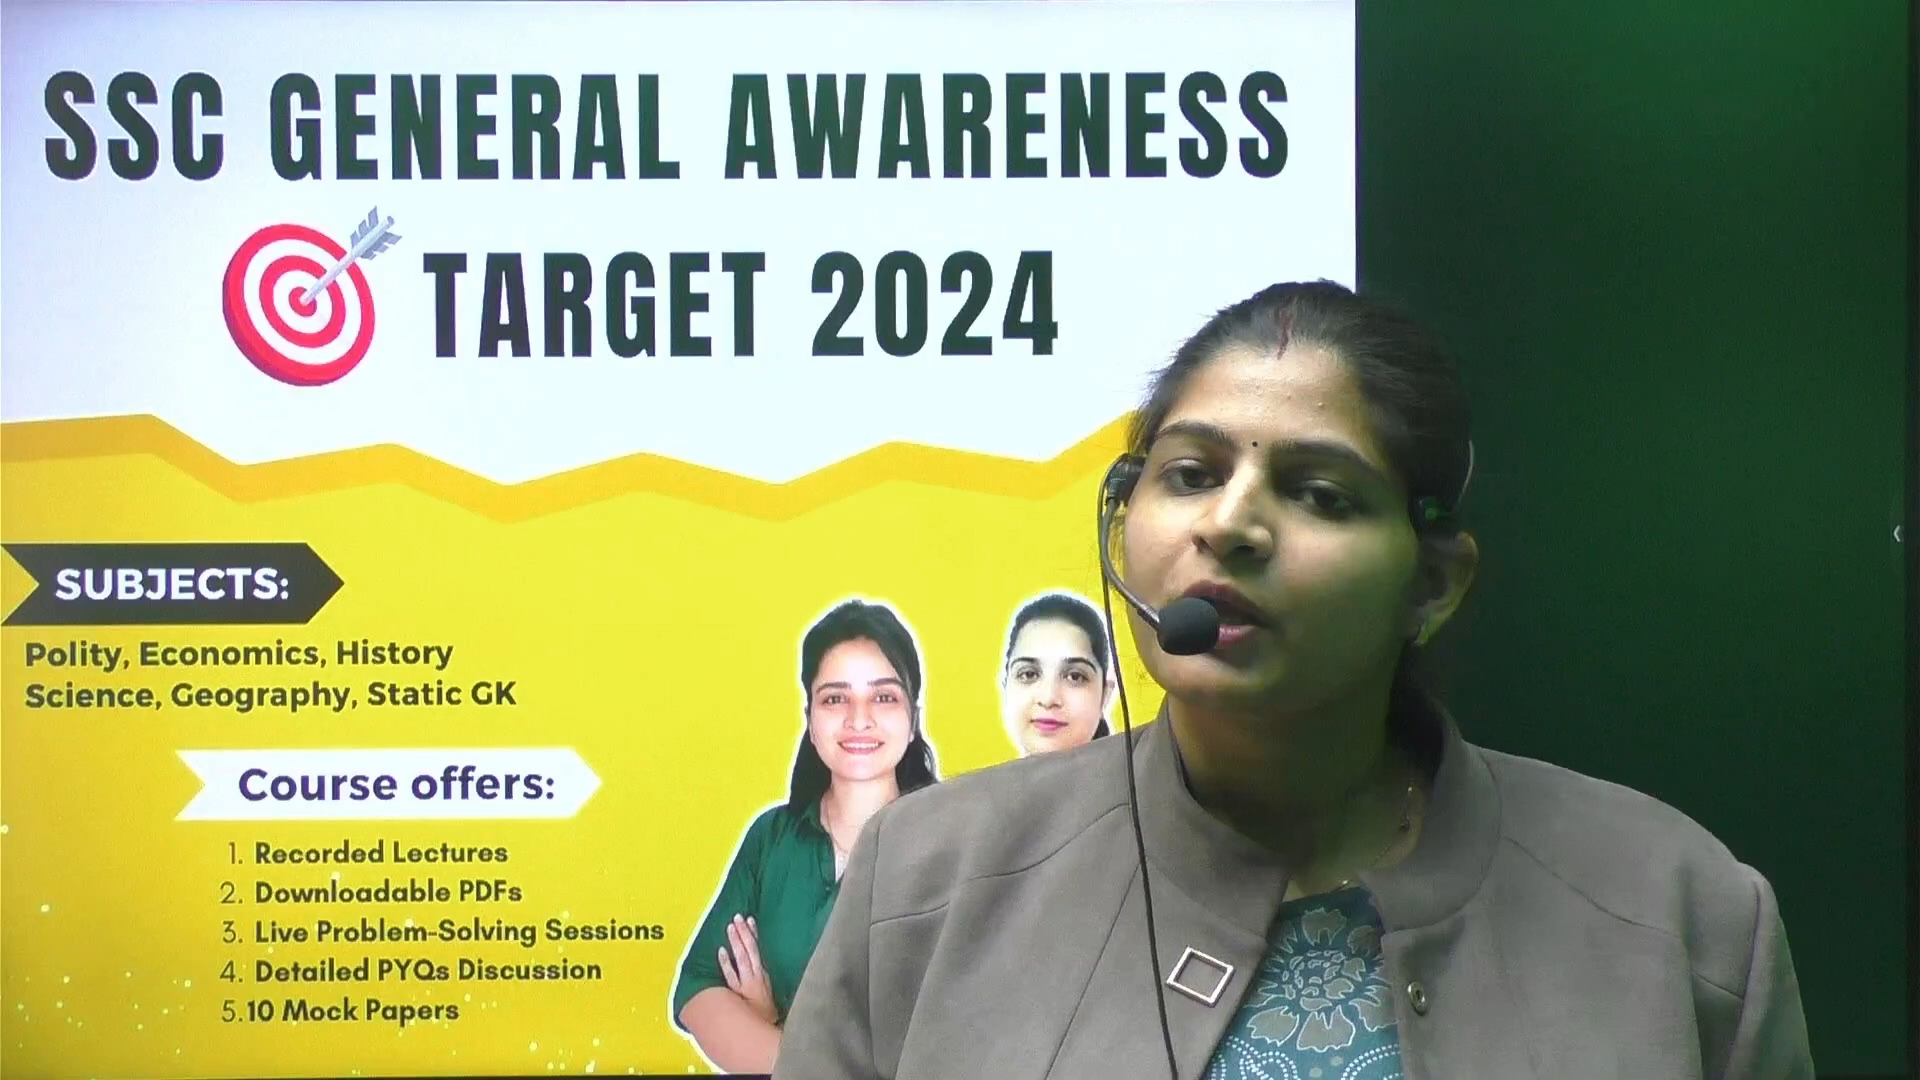 SSC GENERAL AWARENESS
TARGET 2024
SUBJECTS:
Polity, Economics, History
Science, Geography, Static GK
Course offers:
1. Recorded Lectures
2. Downloadable PDFs
3. Live Problem-Solving Sessions
4. Detailed PYQs Discussion
5.10 Mock Papers